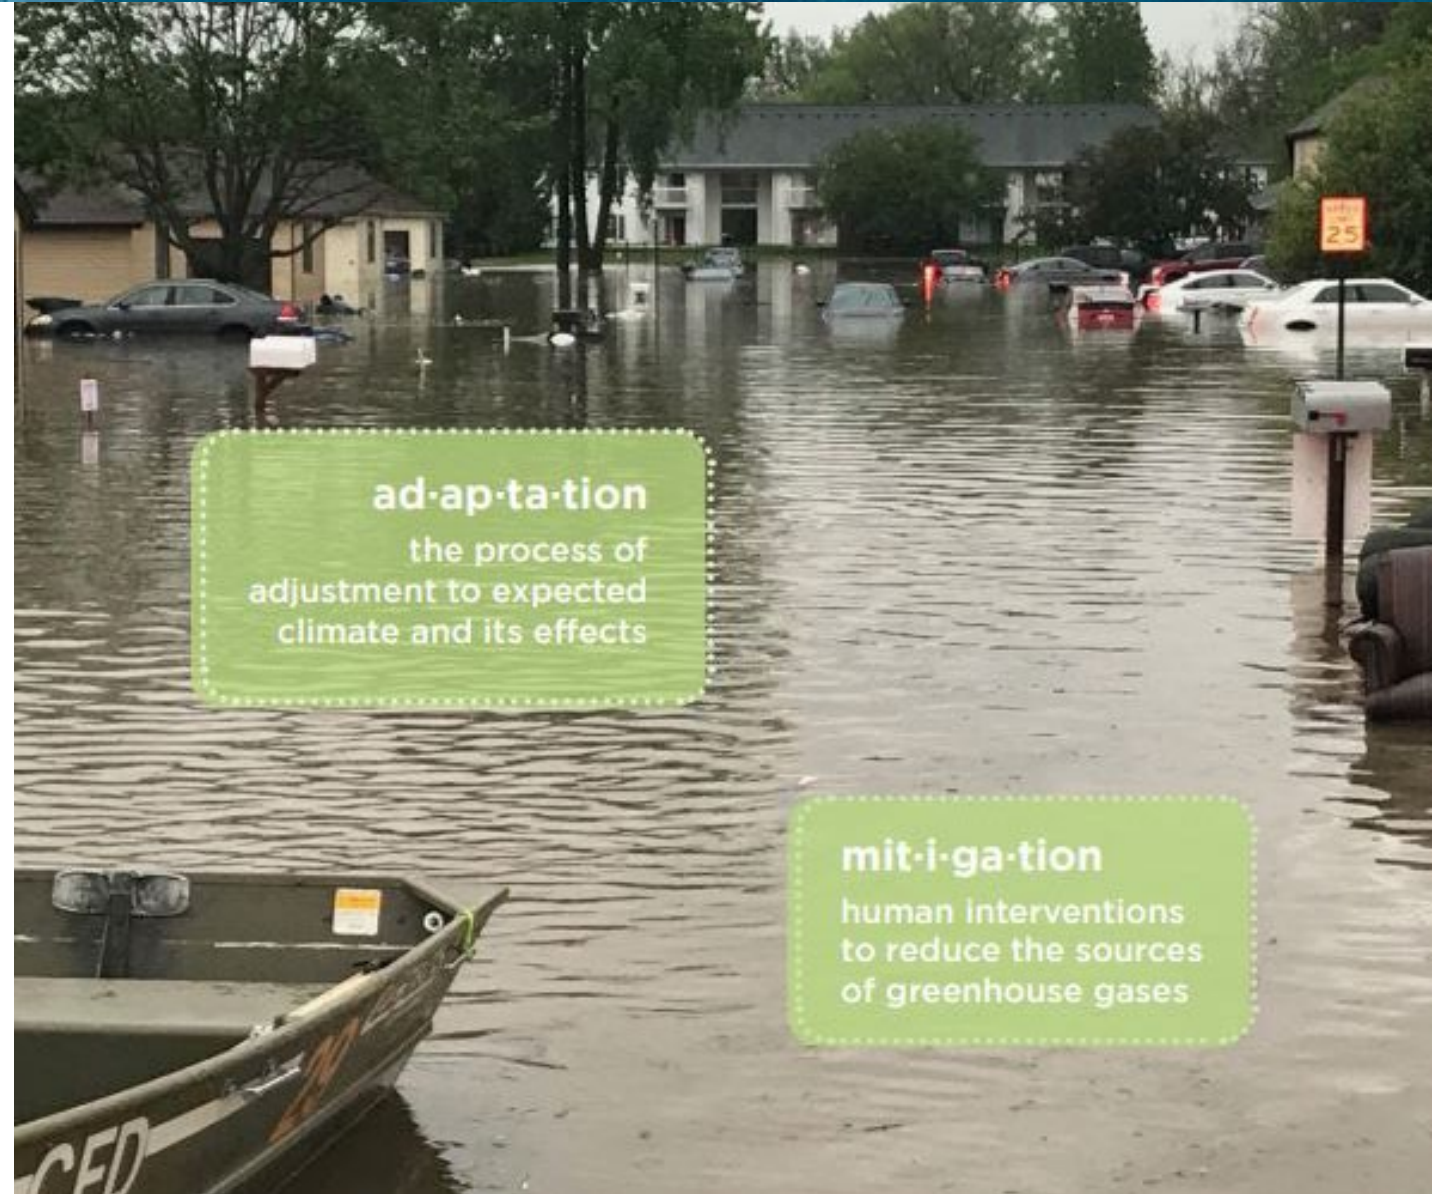 25
ad·ap·ta·tion
the process of
adjustment to expected
climate and its effects
mit·i·ga·tion
human interventions
to reduce the sources
of greenhouse gases
CFD